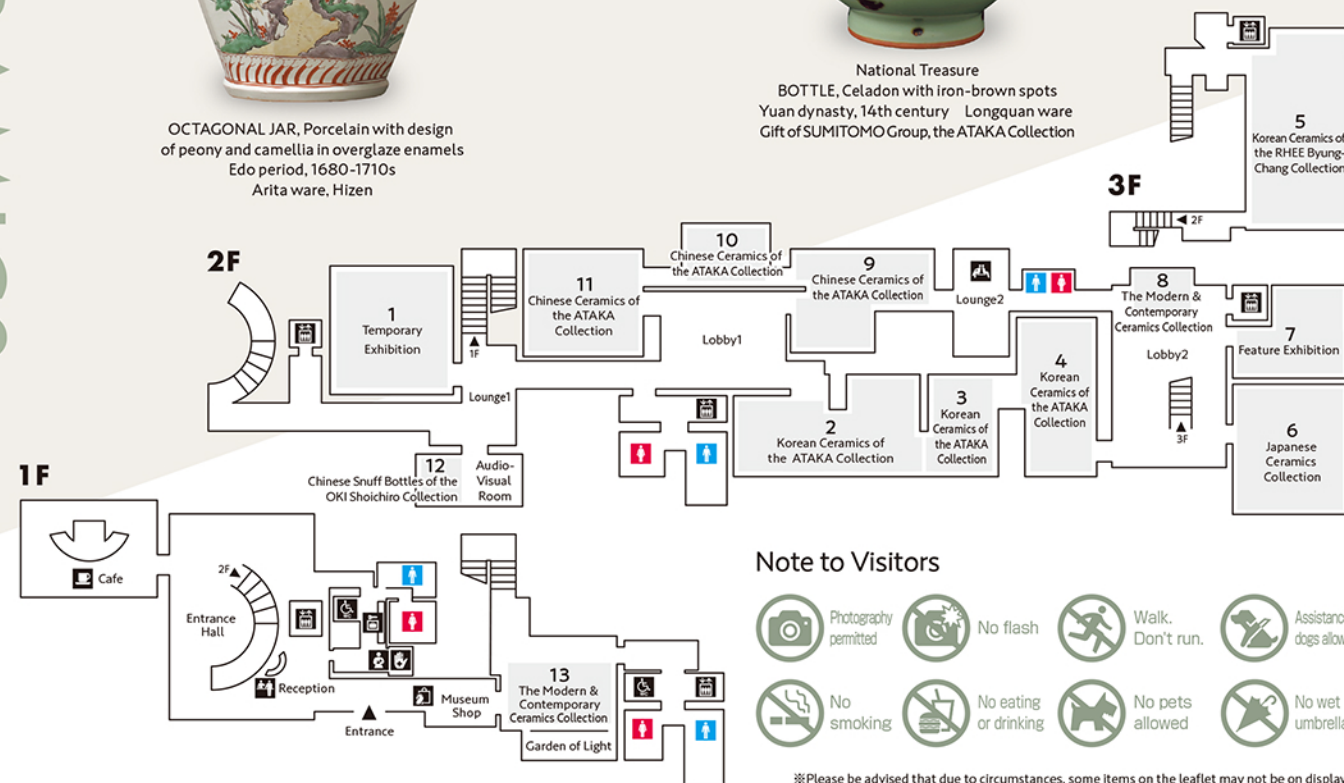 OCTAGONAL JAR, Porcelain with design
of peony and camellia in overglaze enamels
Edo period, 1680-1710s
Arita ware, Hizen
National Treasure
BOTTLE, Celadon with iron-brown spots
Yuan dynasty, 14th century Longquan ware
Gift of SUMITOMO Group, the ATAKA Collection
3F
5
Korean Ceramics of
the RHEE Byung-
Chang Collection
2F
2F
1
Temporary
Exhibition
1F
11
Chinese Ceramics of
the ATAKA
Collection
10
Chinese Ceramics of
the ATAKA Collection
9
Chinese Ceramics of
the ATAKA Collection
Lounge2
8
The Modern &
Contemporary
Ceramics Collection
Lobby1
Lobby2
7
Feature Exhibition
4
Korean
Ceramics of
the ATAKA
Collection
3
Korean
Ceramics of
the ATAKA
Collection
2
Korean Ceramics of
the ATAKA Collection
3F
6
Japanese
Ceramics
Collection
Lounge1
12
Chinese Snuff Bottles of the
OKI Shoichiro Collection
Audio-
Visual
Room
1F
Cafe
2F
Entrance
Hall
Reception
Entrance
Museum
Shop
13
The Modern &
Contemporary
Ceramics Collection
Garden of Light
Note to Visitors
Photography
permitted
No flash
Walk.
Don't run.
Assistanc
dogs allow
No
smoking
No eating
or drinking
No pets
allowed
No wet
umbrella
※Please be advised that due to circumstances, some items on the leaflet may not be on display